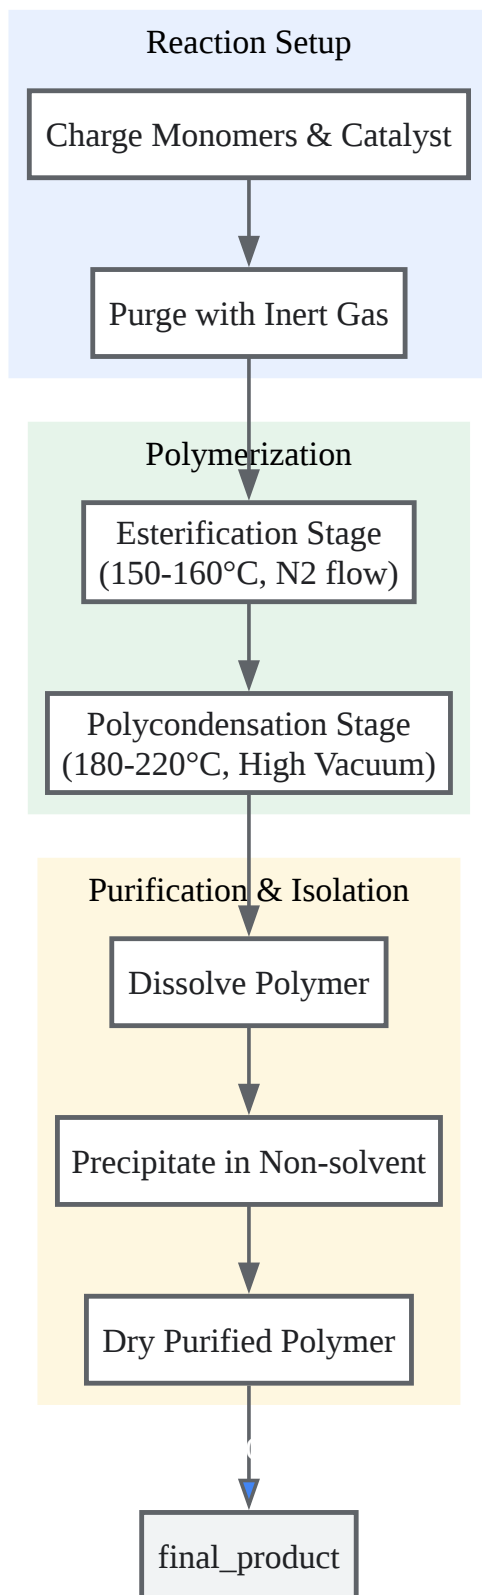 Reaction Setup
Charge Monomers & Catalyst
Purge with Inert Gas
Polymerization
Esterification Stage
(150-160°C, N2 flow)
Polycondensation Stage
(180-220°C, High Vacuum)
Purification & Isolation
Dissolve Polymer
Precipitate in Non-solvent
Dry Purified Polymer
final_product